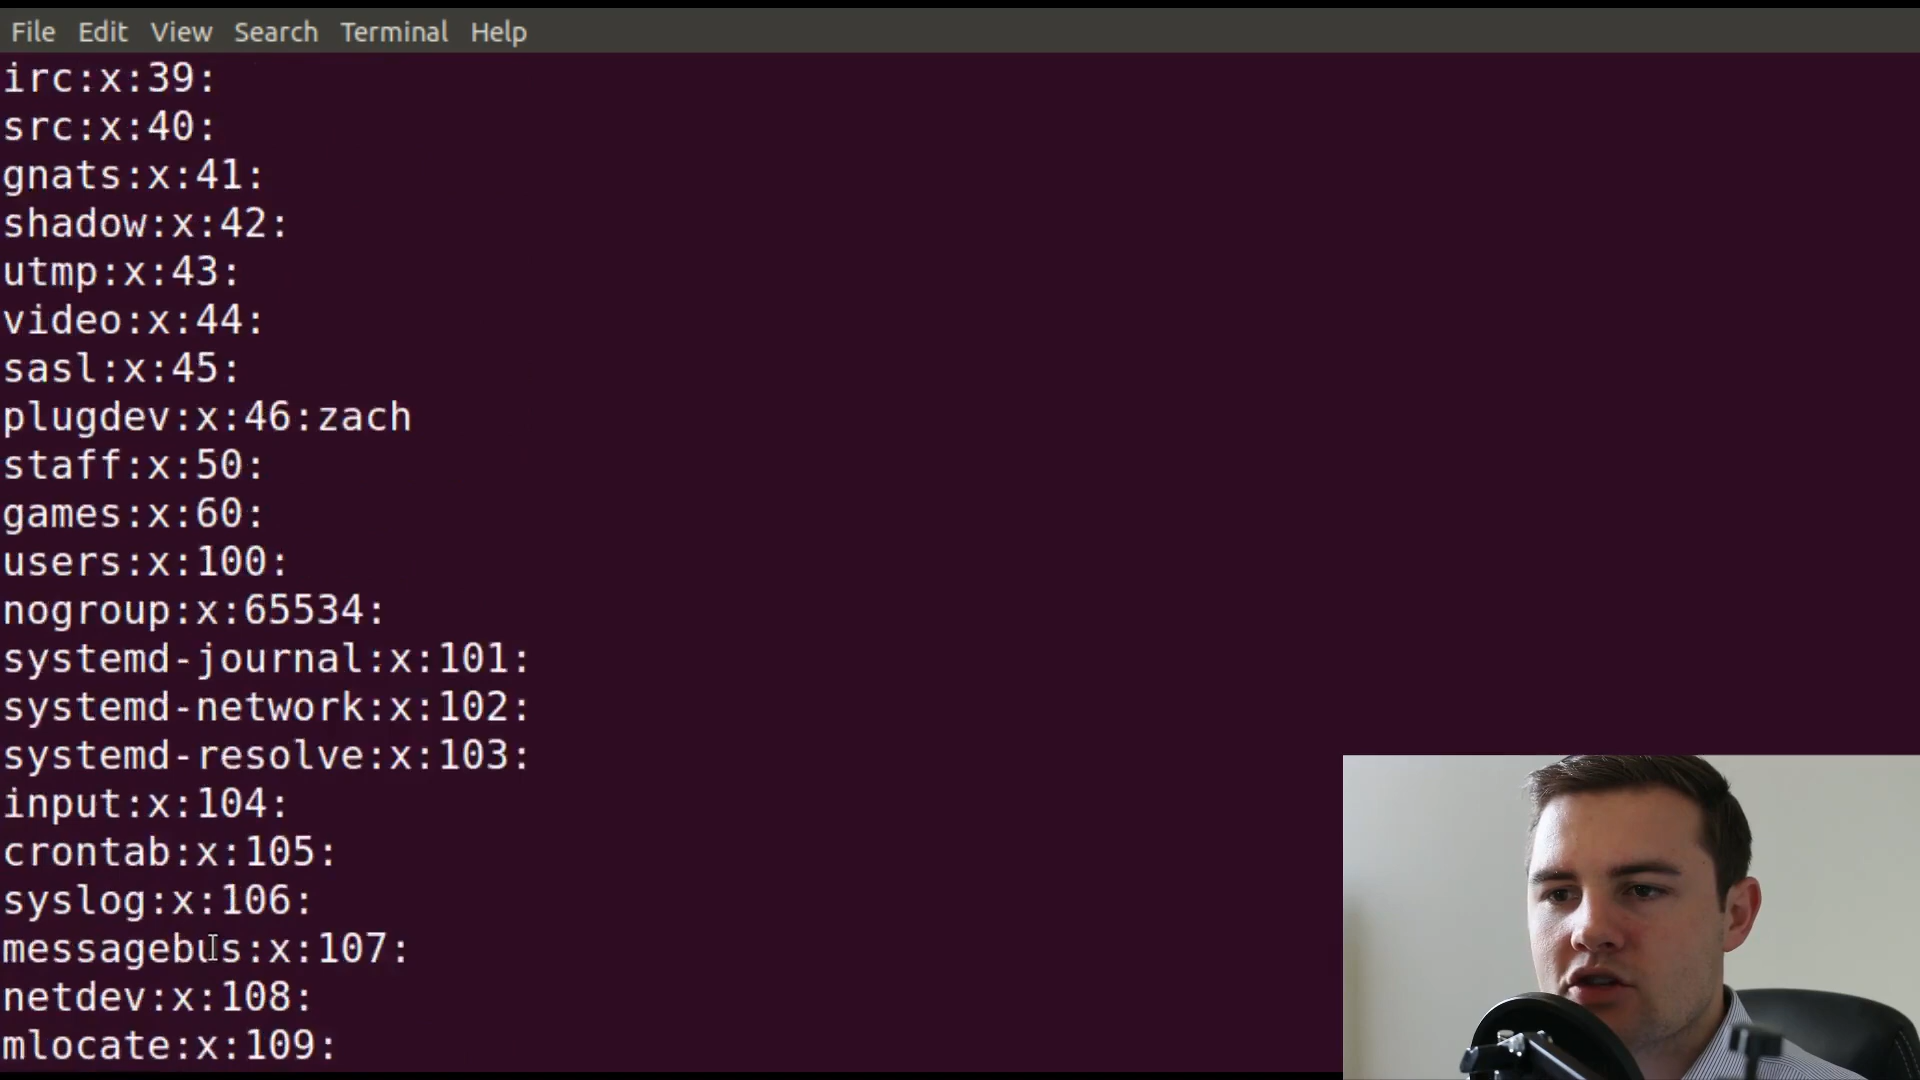 File Edit View Search Terminal Help
irc:x:39:
src:x:40:
gnats:x:41:
shadow:x:42:
utmp:x:43:
video:x:44:
sasl:x:45:
plugdev:x:46:zach
staff:x:50:
games:x:60:
users:x:100:
nogroup:x:65534:
systemd-journal:x:101:
systemd-network:x:102:
systemd-resolve:x:103:
input:x:104:
crontab:x:105:
syslog:x:106:
messagebus:x:107:
netdev:x:108:
mlocate:x:109: